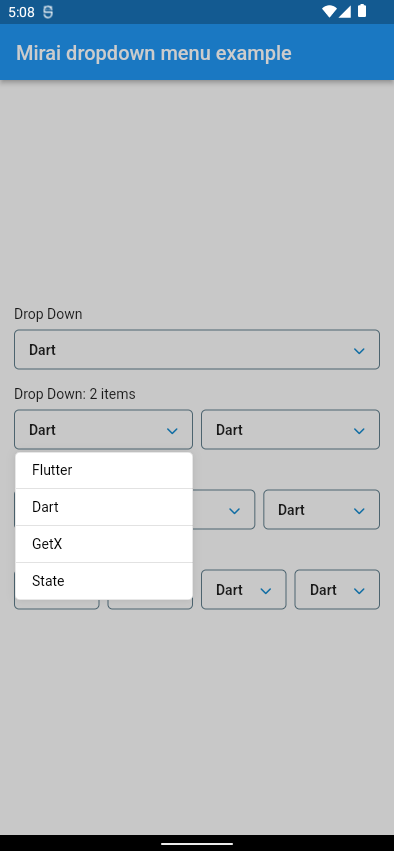 5:08
Mirai dropdown menu example
Drop Down
Dart
Drop Down: 2 items
Dart Dart
Flutter
Dart
Dart
GetX
State
Dart Dart